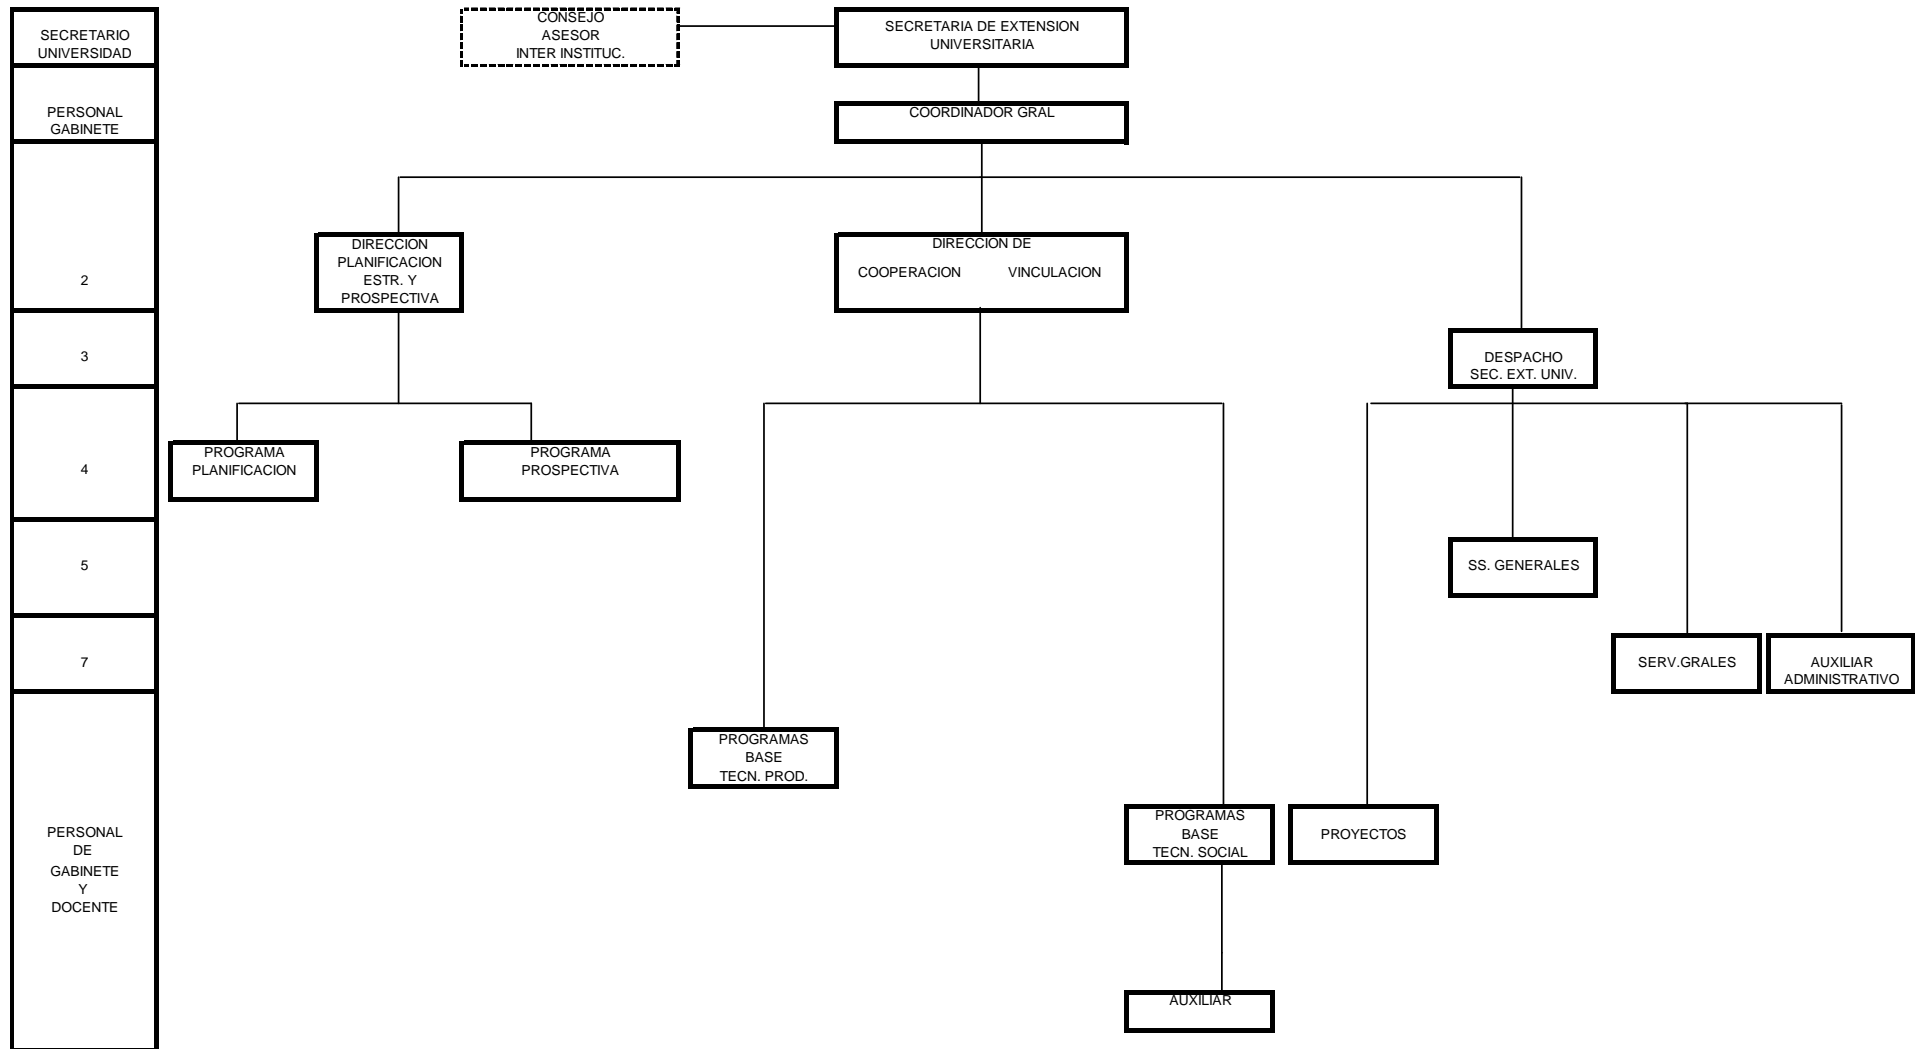 SECRETARIO
UNIVERSIDAD
CONSEJO
ASESOR
INTER INSTITUC.
SECRETARIA DE EXTENSION
UNIVERSITARIA
PERSONAL
GABINETE
COORDINADOR GRAL
2
DIRECCION
PLANIFICACION
ESTR. Y
PROSPECTIVA
DIRECCION DE
COOPERACION VINCULACION
3
DESPACHO
SEC. EXT. UNIV.
4
PROGRAMA
PLANIFICACION
PROGRAMA
PROSPECTIVA
5
SS. GENERALES
7
SERV.GRALES
AUXILIAR
ADMINISTRATIVO
PERSONAL
DE
GABINETE
Y
DOCENTE
PROGRAMAS
BASE
TECN. PROD.
PROGRAMAS
BASE
TECN. SOCIAL
PROYECTOS
AUXILIAR